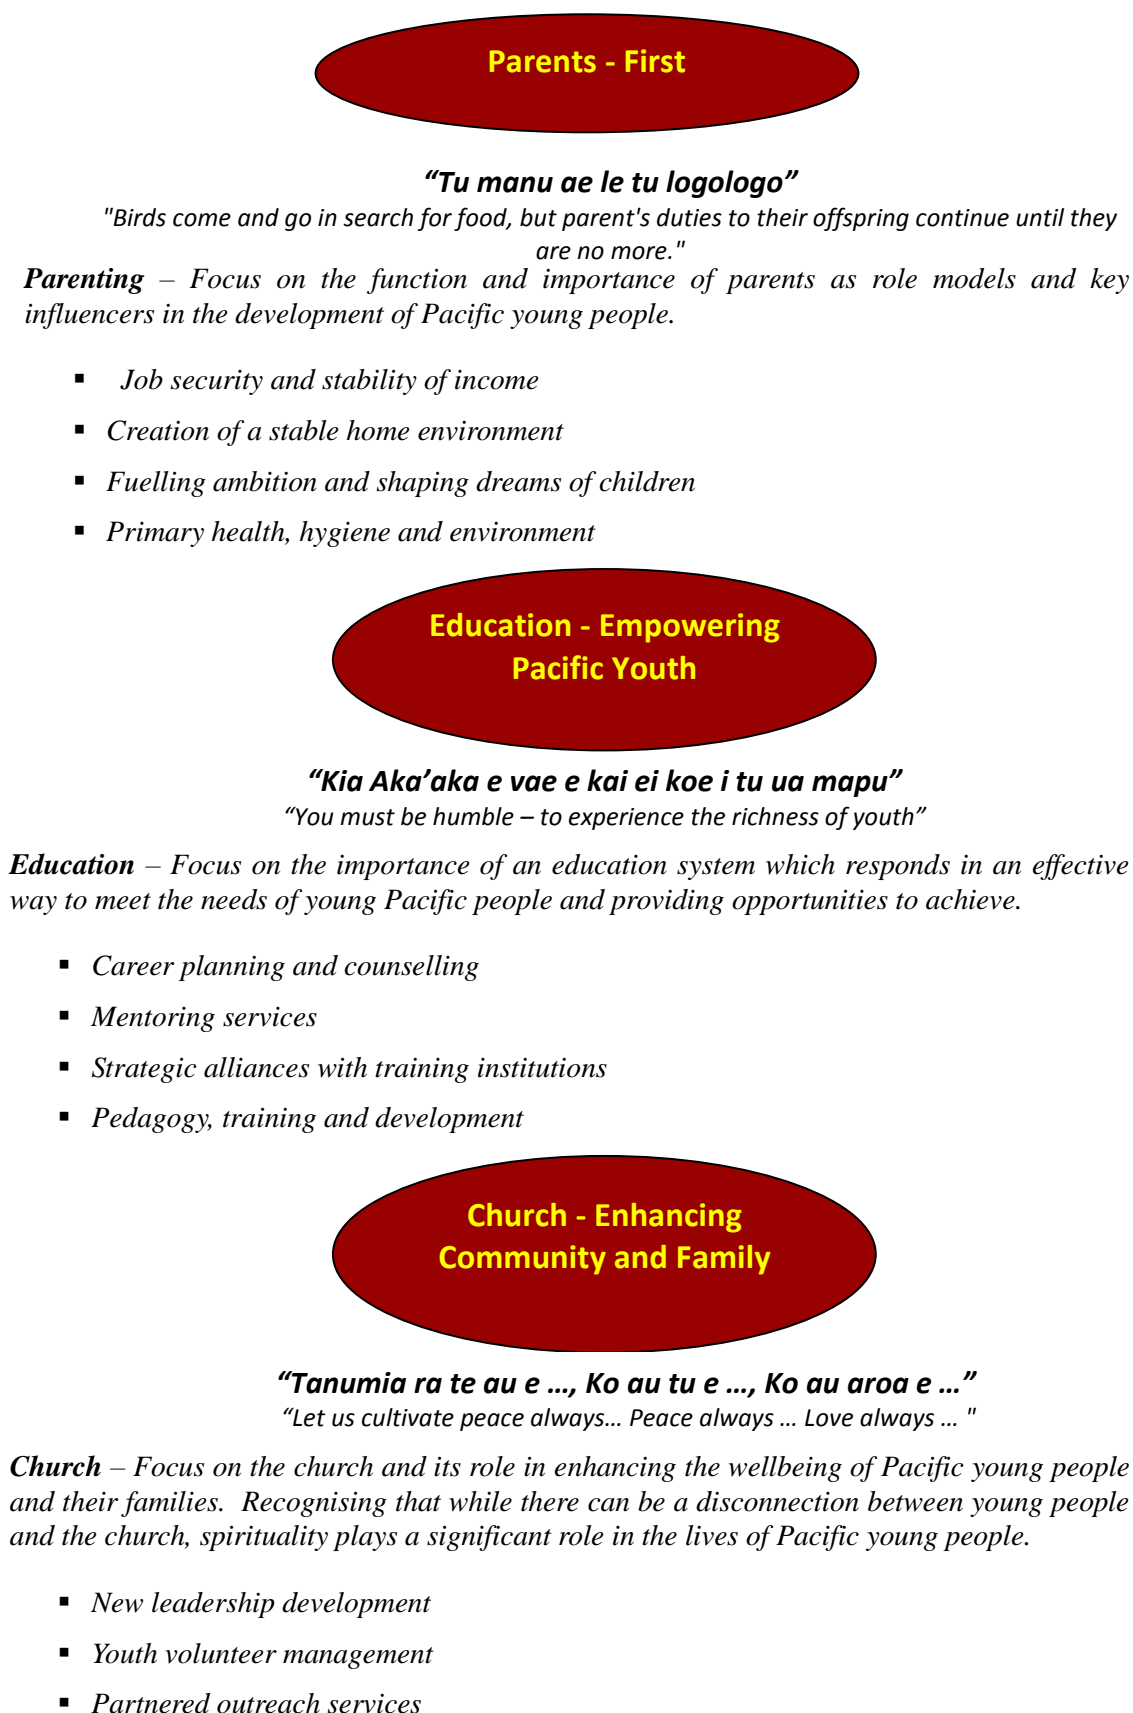 Parents - First
“Tu manu ae le tu logologo”
"Birds come and go in search for food, but parent's duties to their offspring continue until they
are no more."
Parenting – Focus on the function and importance of parents as role models and key
influencers in the development of Pacific young people.
▪ Job security and stability of income
▪ Creation of a stable home environment
▪ Fuelling ambition and shaping dreams of children
▪ Primary health, hygiene and environment
Education - Empowering
Pacific Youth
“Kia Aka’aka e vae e kai ei koe i tu ua mapu”
“You must be humble – to experience the richness of youth”
Education – Focus on the importance of an education system which responds in an effective
way to meet the needs of young Pacific people and providing opportunities to achieve.
▪ Career planning and counselling
▪ Mentoring services
▪ Strategic alliances with training institutions
▪ Pedagogy, training and development
Church - Enhancing
Community and Family
“Tanumia ra te au e …, Ko au tu e …, Ko au aroa e …”
“Let us cultivate peace always… Peace always … Love always … "
Church – Focus on the church and its role in enhancing the wellbeing of Pacific young people
and their families. Recognising that while there can be a disconnection between young people
and the church, spirituality plays a significant role in the lives of Pacific young people.
▪ New leadership development
▪ Youth volunteer management
▪ Partnered outreach services